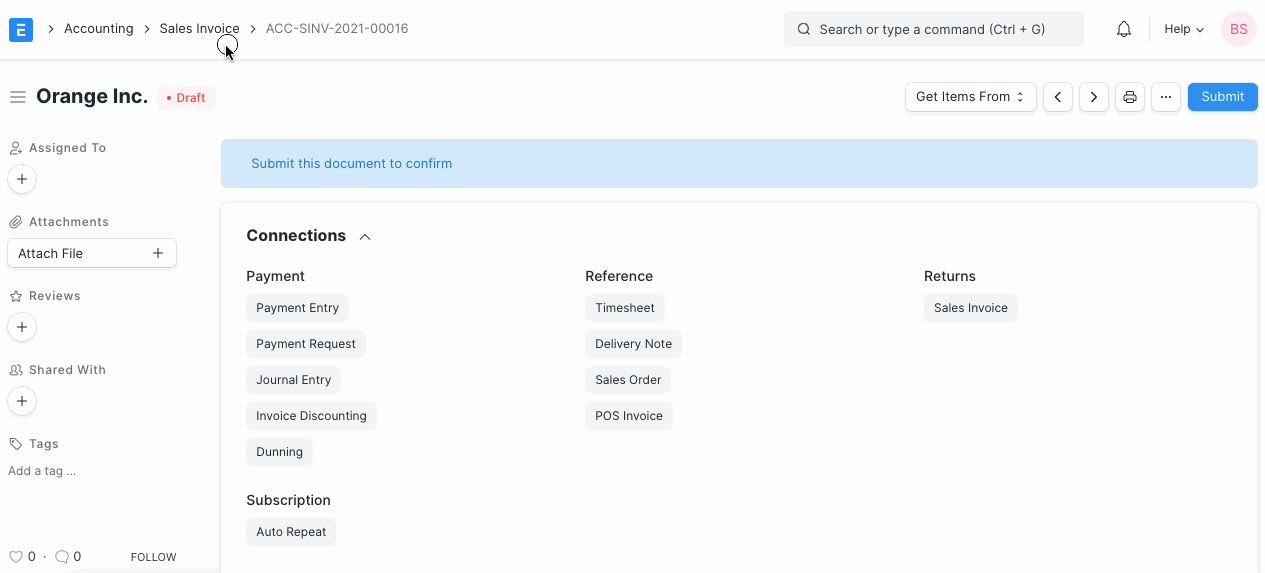 E Accounting Sales Invoice ACC-SINV-2021-00016 Search or type a command (Ctrl + G) Help BS
Orange Inc. Draft Get Items From Submit
Assigned To
Attachments
Attach File
Reviews
Shared With
Tags
Add a tag ...
0 · 0 FOLLOW
Submit this document to confirm
Connections
Payment
Payment Entry
Payment Request
Journal Entry
Invoice Discounting
Dunning
Subscription
Auto Repeat
Reference
Timesheet
Delivery Note
Sales Order
POS Invoice
Returns
Sales Invoice